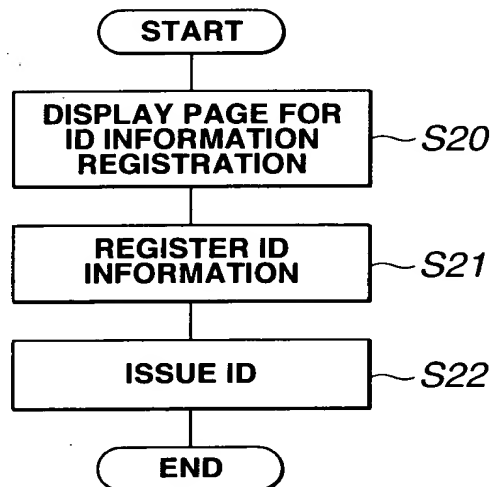 START
DISPLAY PAGE FOR
ID INFORMATION
REGISTRATION
S20
REGISTER ID
INFORMATION
S21
ISSUE ID
S22
END